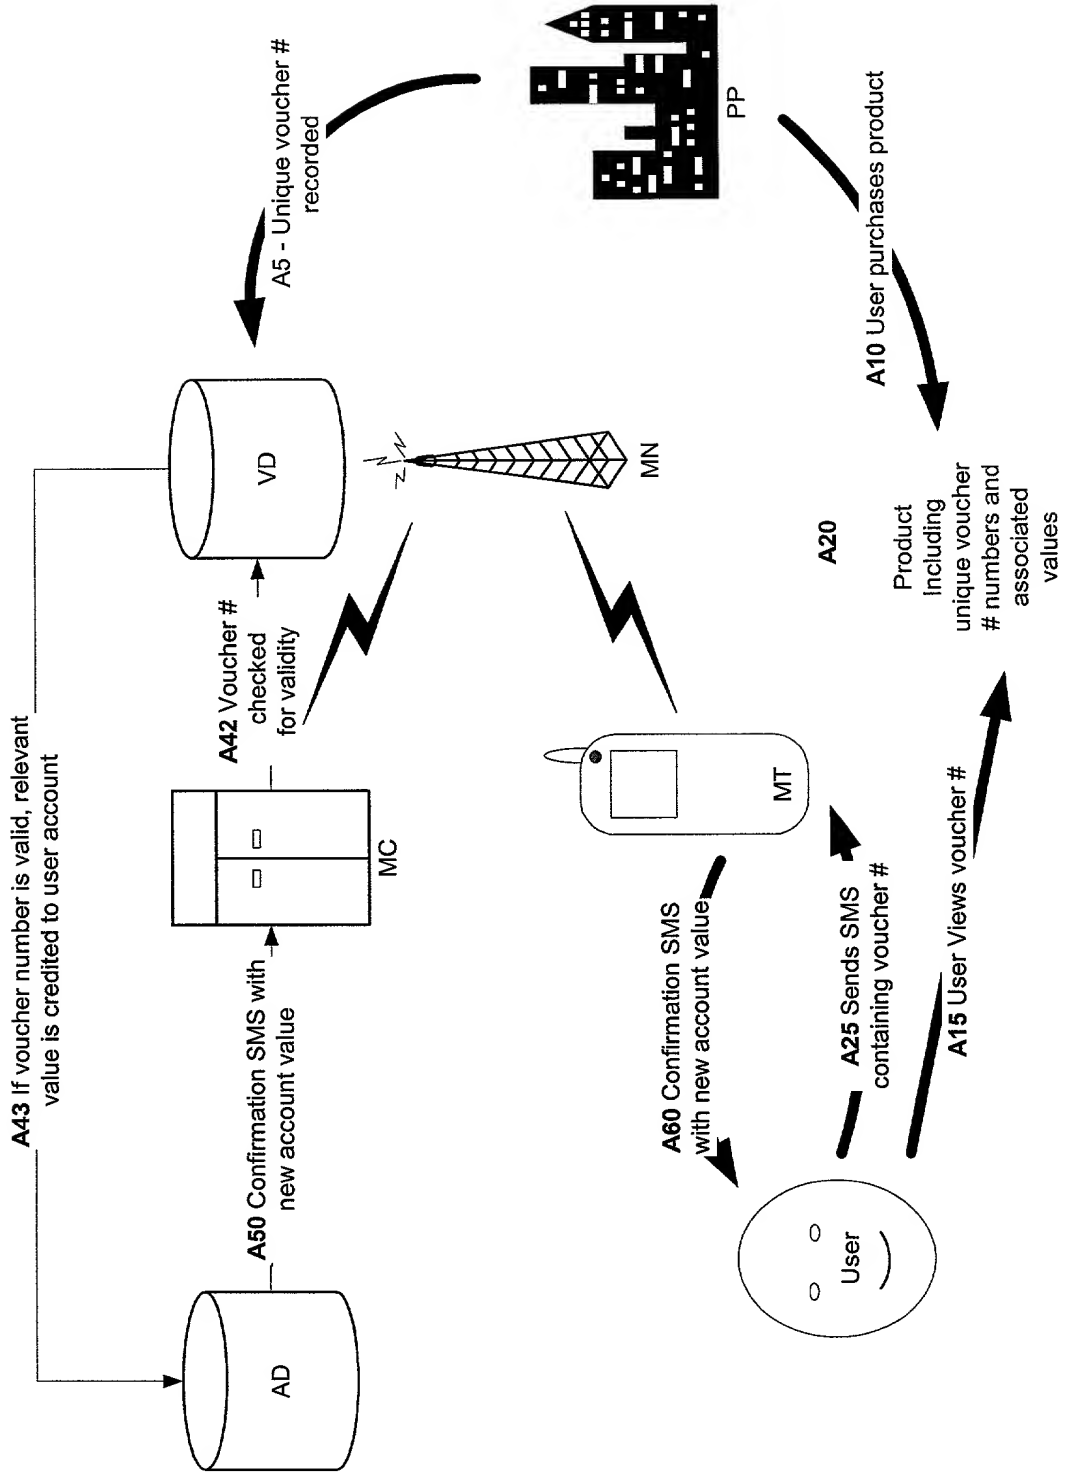 A43 If voucher number is valid, relevant
value is credited to user account
AD
A50 Confirmation SMS with
new account value
MC
A42 Voucher #
checked
for validity
VD
A5 - Unique voucher #
recorded
MN
PP
MT
A60 Confirmation SMS
with new account value
User
A25 Sends SMS
containing voucher #
A15 User Views voucher #
A20
Product
Including
unique voucher
# numbers and
associated
values
A10 User purchases product